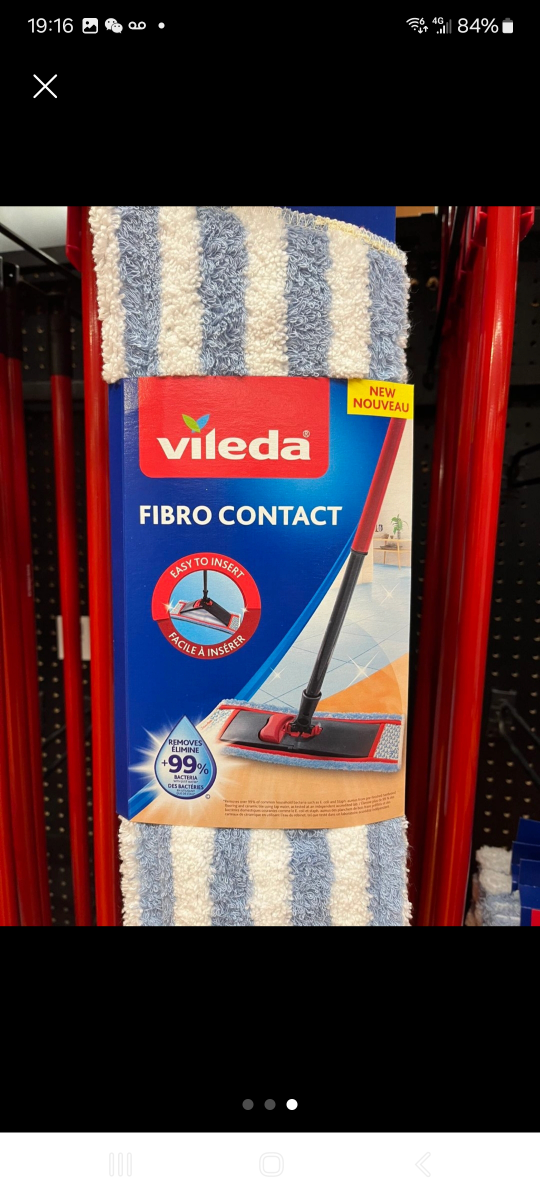 19:16
4G
84%
NEW
NOUVEAU
vileda®
FIBRO CONTACT
EASY TO INSERT
FACILE À INSÉRER
REMOVES
ÉLIMINE
+99%
BACTERIA
DES BACTÉRIES